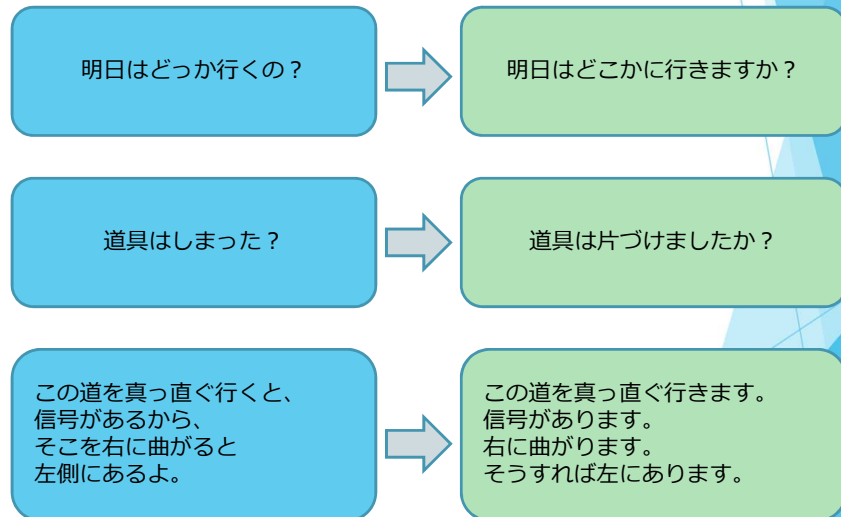 明日はどっか行くの？
明日はどこかに行きますか？
道具はしまった？
道具は片づけましたか？
この道を真っ直ぐ行くと、
信号があるから、
そこを右に曲がると
左側にあるよ。
この道を真っ直ぐ行きます。
信号があります。
右に曲がります。
そうすれば左にあります。